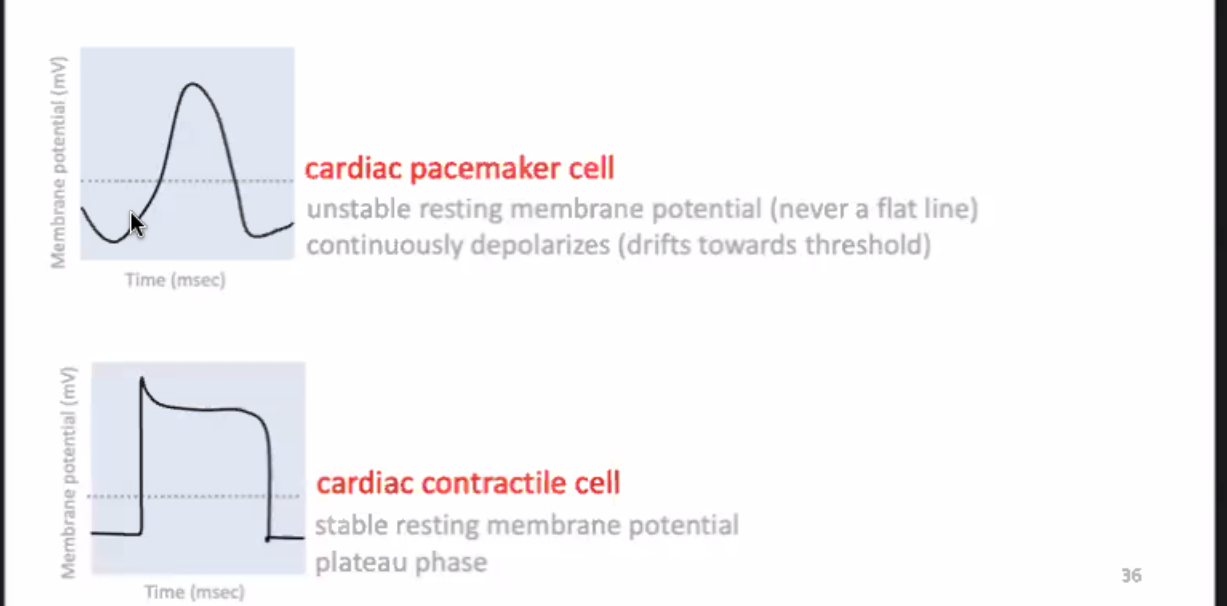 Membrane potential (mV)
cardiac pacemaker cell
unstable resting membrane potential (never a flat line)
continuously depolarizes (drifts towards threshold)
Time (msec)
Membrane potential (mV)
cardiac contractile cell
stable resting membrane potential
plateau phase
Time (msec)
36